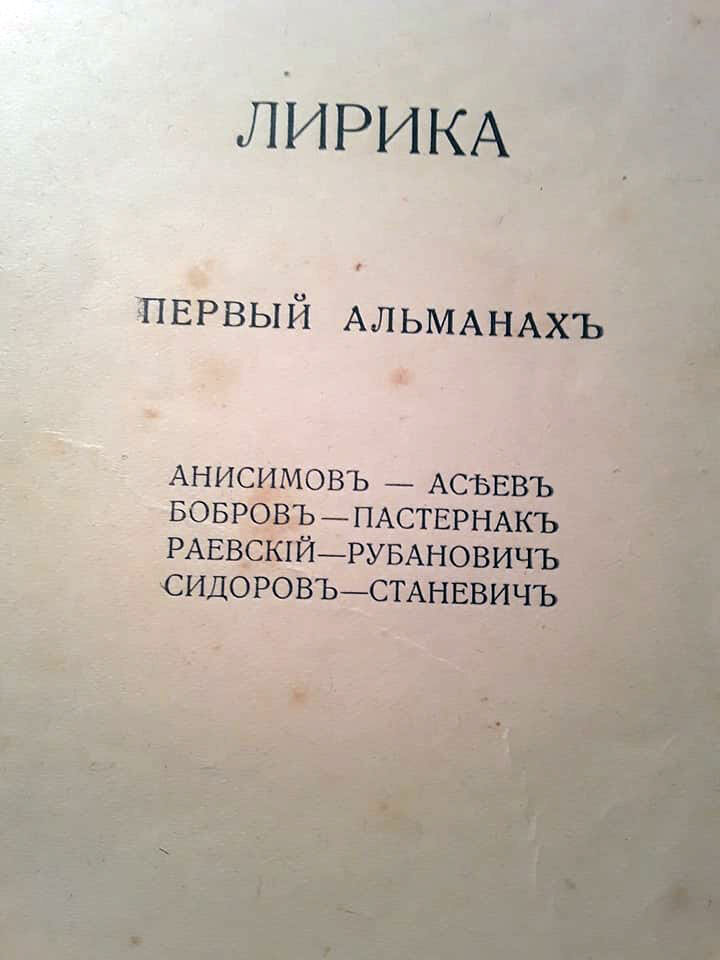 ЛИРИКА
ПЕРВЫЙ АЛЬМАНАХЪ
АНИСИМОВЪ — АСѢЕВЪ
БОБРОВЪ — ПАСТЕРНАКЪ
РАЕВСКІЙ — РУБАНОВИЧЪ
СИДОРОВЪ — СТАНЕВИЧЪ